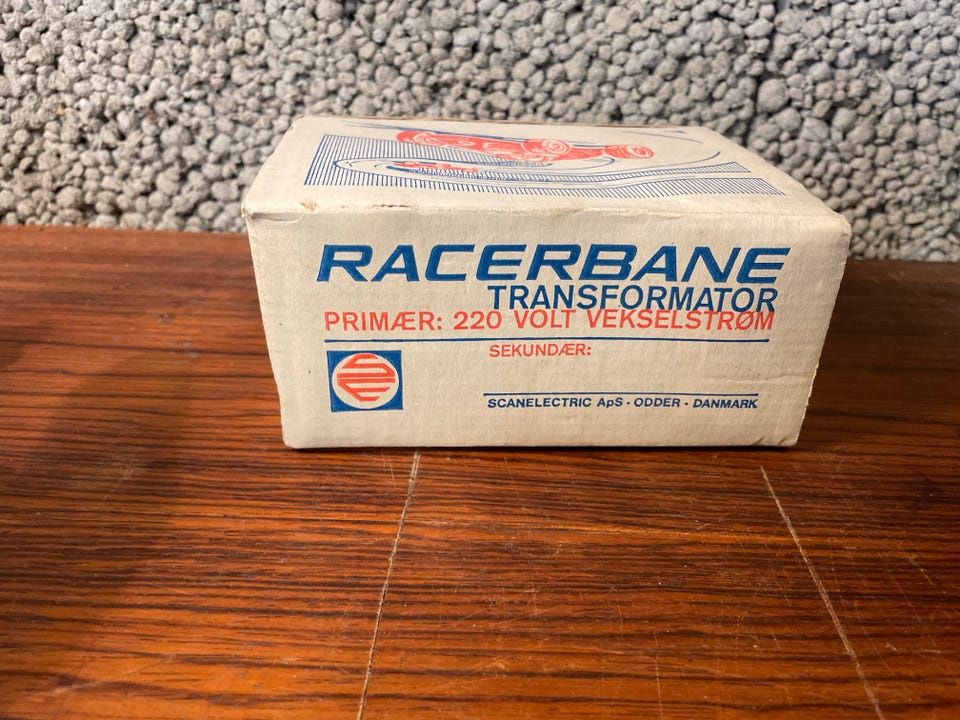 RACERBANE
TRANSFORMATOR
PRIMÆR: 220 VOLT VEKSELSTRØM
SEKUNDÆR:
SCANELECTRIC ApS · ODDER · DANMARK